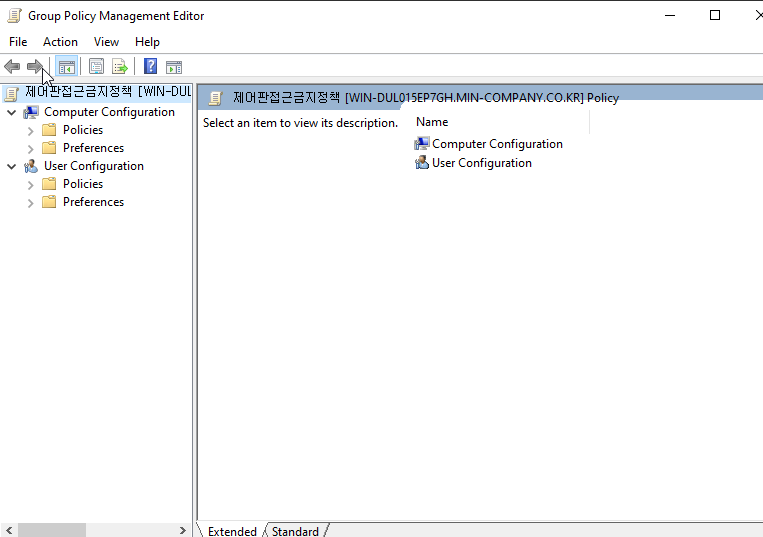 Group Policy Management Editor
File Action View Help
제어판접근금지정책 [WIN-DUL
Computer Configuration
Policies
Preferences
User Configuration
Policies
Preferences
제어판접근금지정책 [WIN-DUL015EP7GH.MIN-COMPANY.CO.KR] Policy
Select an item to view its description.
Name
Computer Configuration
User Configuration
Extended Standard